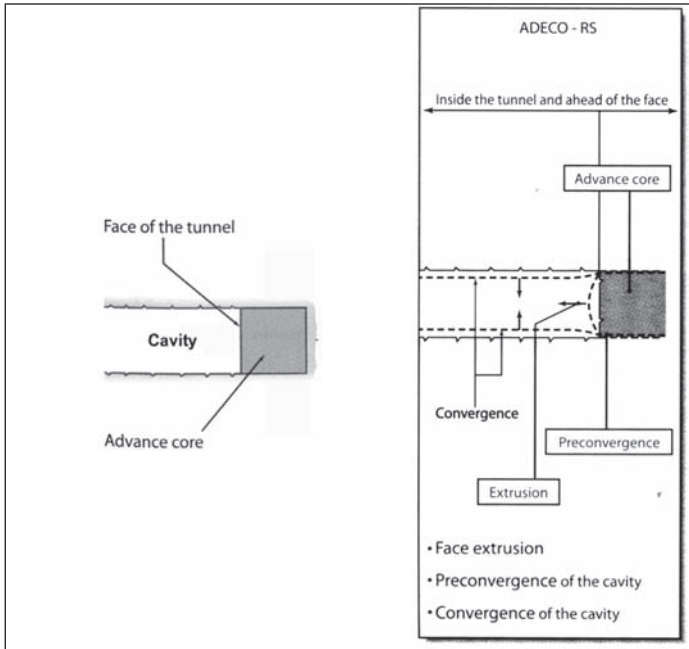 Face of the tunnel
Cavity
Advance core
ADECO - RS
Inside the tunnel and ahead of the face
Advance core
Convergence
Preconvergence
Extrusion
• Face extrusion
• Preconvergence of the cavity
• Convergence of the cavity